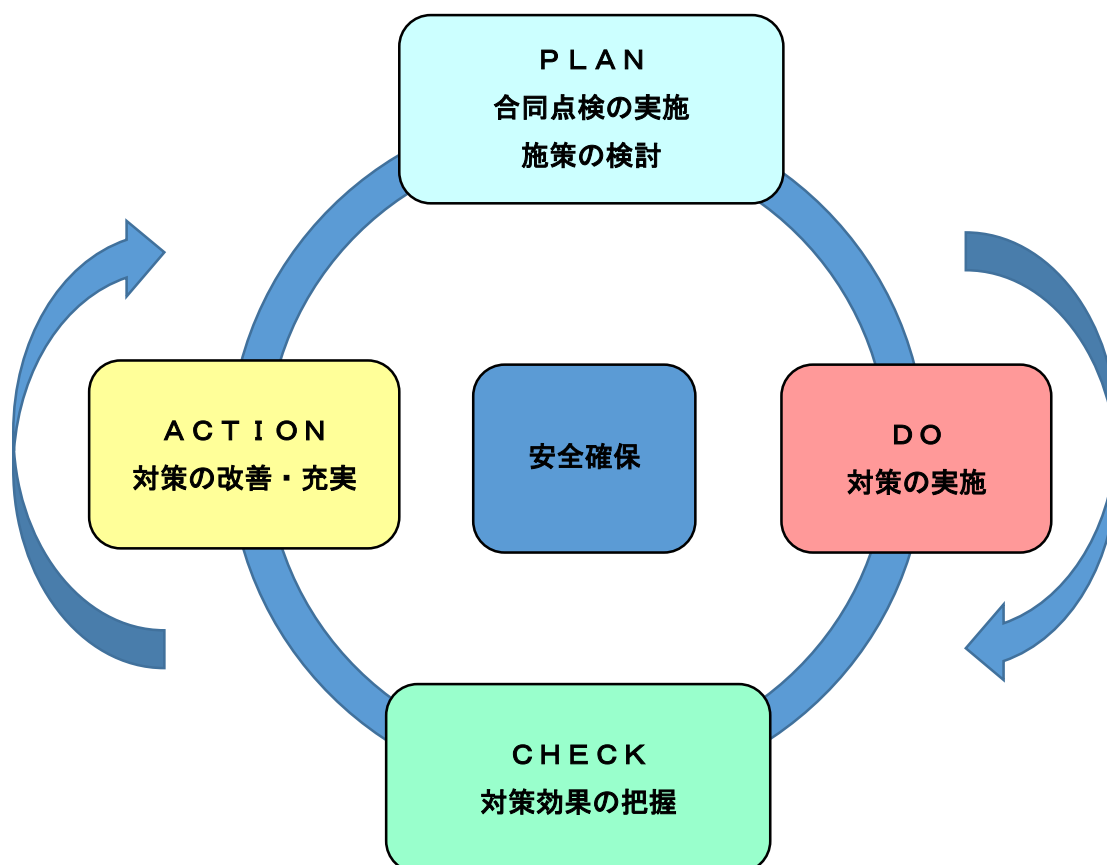 ＰＬＡＮ
合同点検の実施
施策の検討
ＡＣＴＩＯＮ
対策の改善・充実
安全確保
ＤＯ
対策の実施
ＣＨＥＣＫ
対策効果の把握